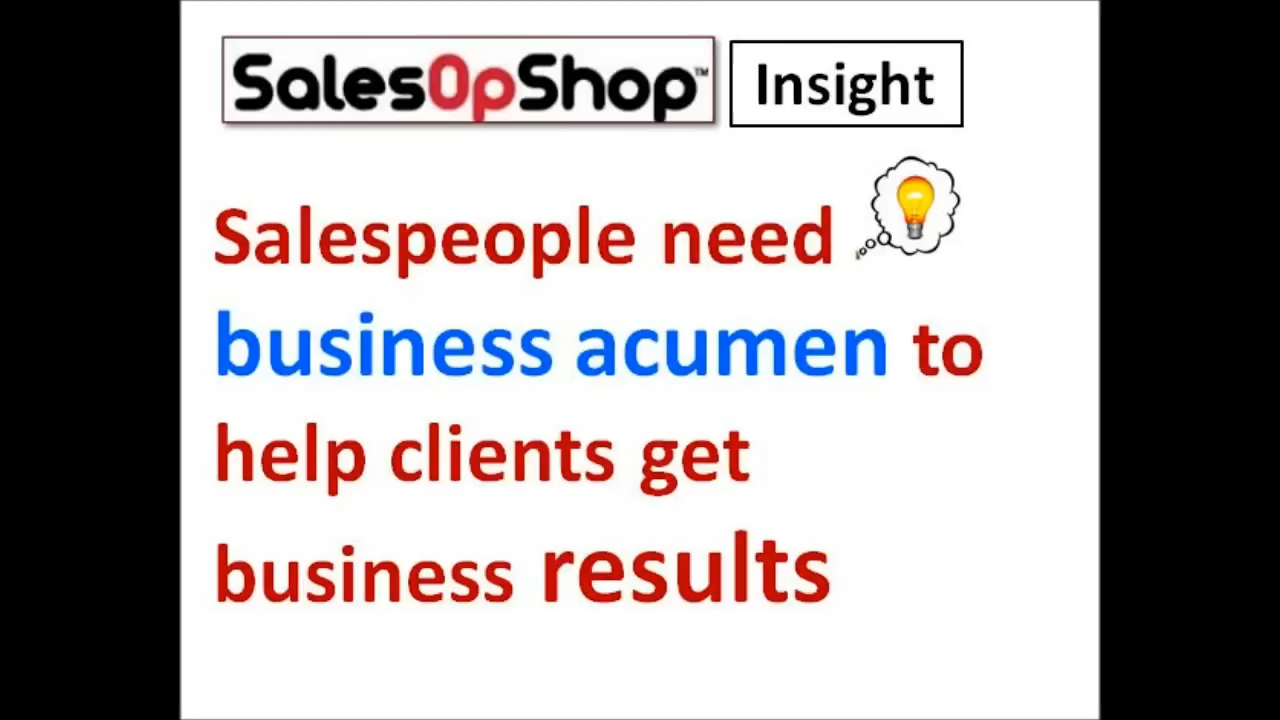 SalesOpShop™ Insight
Salespeople need
business acumen to
help clients get
business results